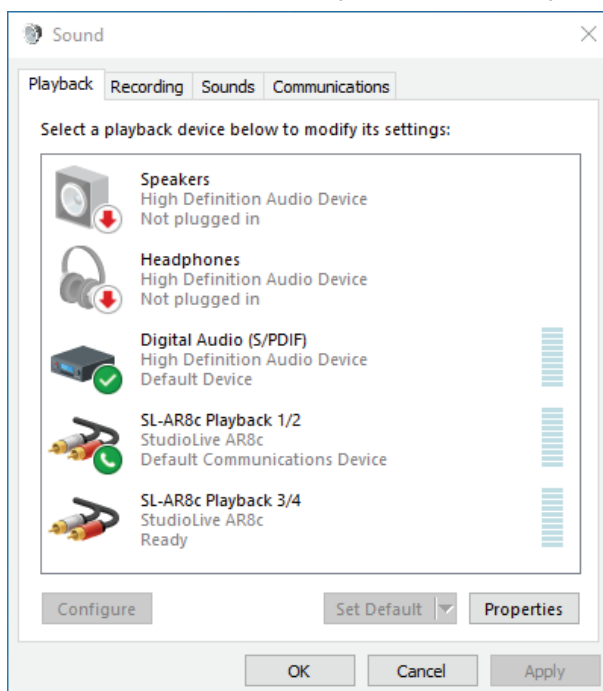 Sound
Playback Recording Sounds Communications
Select a playback device below to modify its settings:
Speakers
High Definition Audio Device
Not plugged in
Headphones
High Definition Audio Device
Not plugged in
Digital Audio (S/PDIF)
High Definition Audio Device
Default Device
SL-AR8c Playback 1/2
StudioLive AR8c
Default Communications Device
SL-AR8c Playback 3/4
StudioLive AR8c
Ready
Configure Set Default Properties
OK Cancel Apply